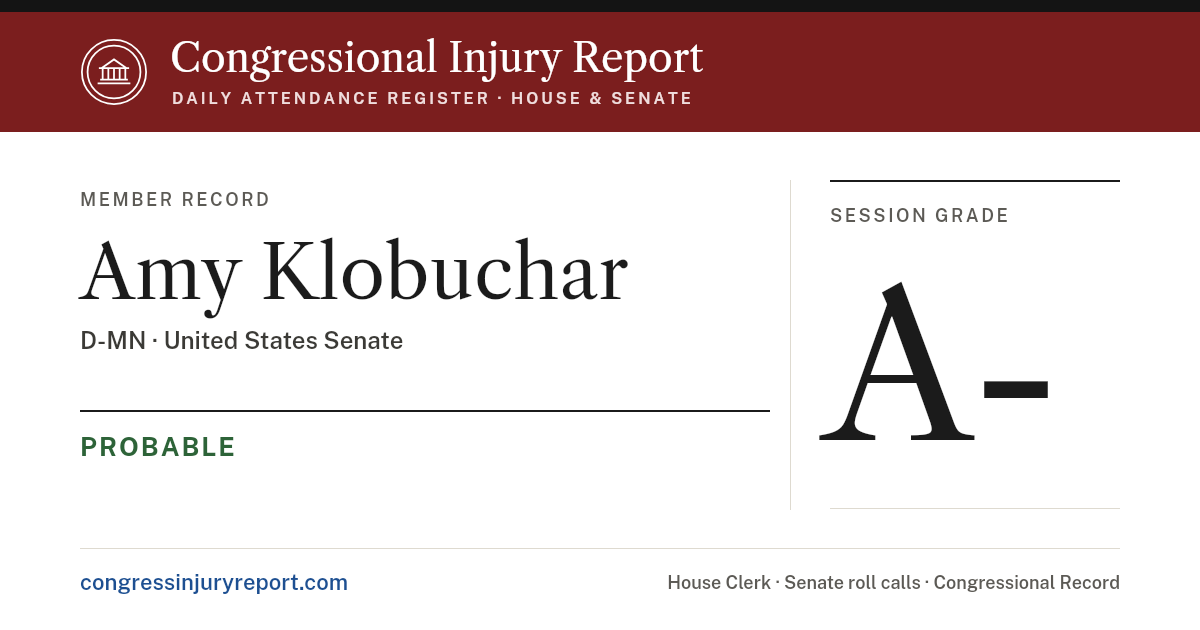 Congressional Injury Report
DAILY ATTENDANCE REGISTER · HOUSE & SENATE
MEMBER RECORD
Amy Klobuchar
D-MN · United States Senate
PROBABLE
SESSION GRADE
A-
congressinjuryreport.com
House Clerk · Senate roll calls · Congressional Record